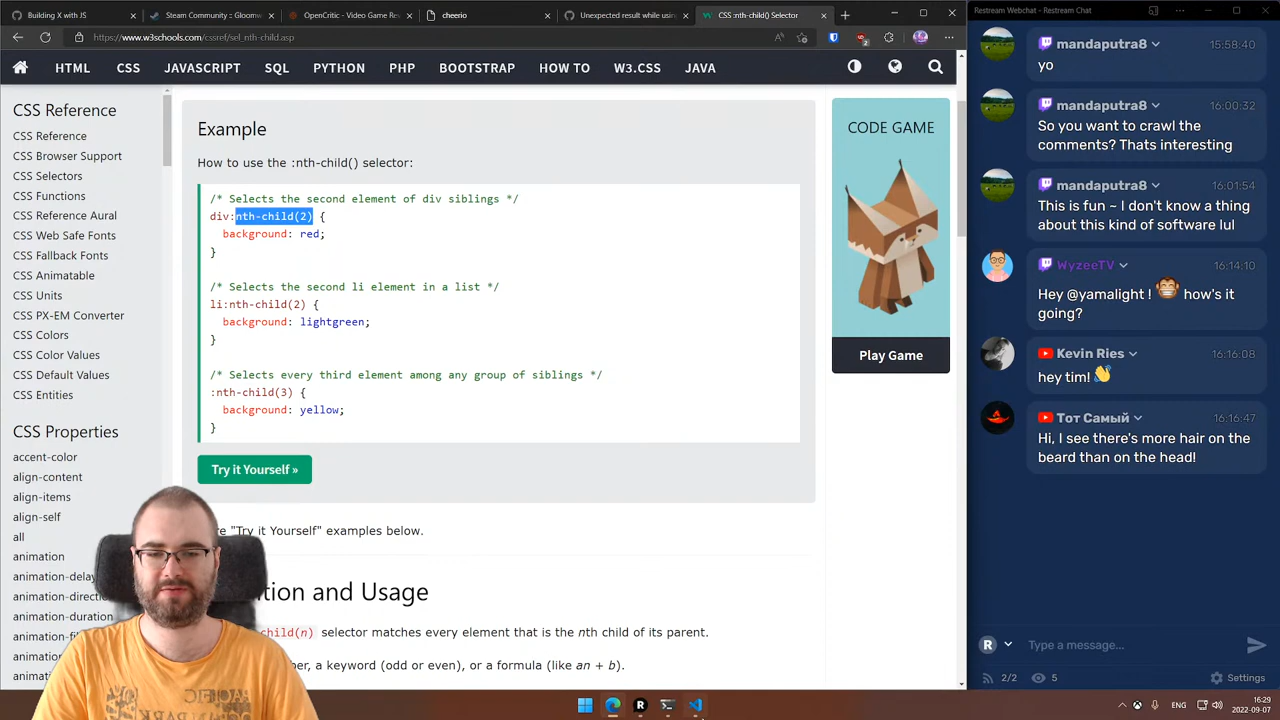 Building X with JS
Steam Community :: Gloomw
OpenCritic - Video Game Re
cheerio
Unexpected result while using
CSS :nth-child() Selector
https://www.w3schools.com/cssref/sel_nth-child.asp
HTML CSS JAVASCRIPT SQL PYTHON PHP BOOTSTRAP HOW TO W3.CSS JAVA
CSS Reference
CSS Reference
CSS Browser Support
CSS Selectors
CSS Functions
CSS Reference Aural
CSS Web Safe Fonts
CSS Fallback Fonts
CSS Animatable
CSS Units
CSS PX-EM Converter
CSS Colors
CSS Color Values
CSS Default Values
CSS Entities
CSS Properties
accent-color
align-content
align-items
align-self
all
animation
animation-delay
animation-directi
animation-duration
Example
How to use the :nth-child() selector:
/* Selects the second element of div siblings */
div:nth-child(2) {
background: red;
}
/* Selects the second li element in a list */
li:nth-child(2) {
background: lightgreen;
}
/* Selects every third element among any group of siblings */
:nth-child(3) {
background: yellow;
}
Try it Yourself »
"Try it Yourself" examples below.
and Usage
child(n) selector matches every element that is the nth child of its parent.
a keyword (odd or even), or a formula (like an + b).
CODE GAME
Play Game
Restream Webchat - Restream Chat
mandaputra8 15:58:40
yo
mandaputra8 16:00:32
So you want to crawl the
comments? Thats interesting
mandaputra8 16:01:54
This is fun ~ I don't know a thing
about this kind of software lul
WyzeeTV 16:14:10
Hey @yamalight ! how's it
going?
Kevin Ries 16:16:08
hey tim!
Тот Самый 16:16:47
Hi, I see there's more hair on the
beard than on the head!
R
Type a message...
2/2 5 Settings
ENG 16:29
2022-09-07